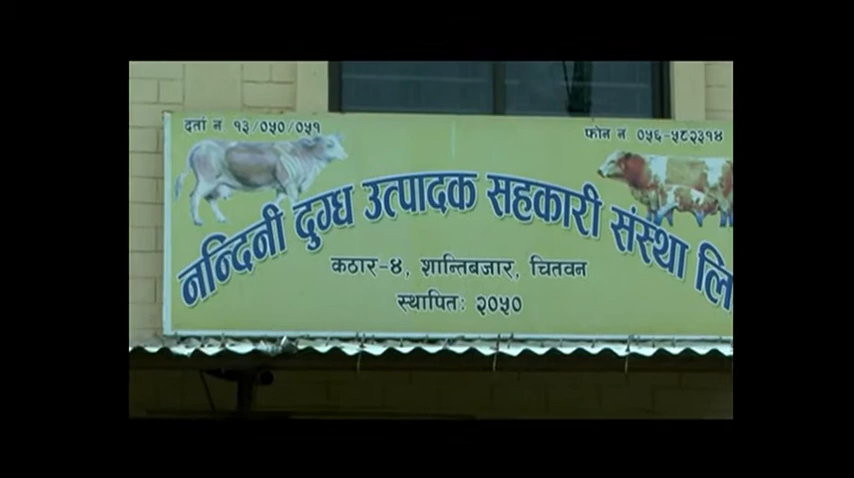 दर्ता न १३/०५०/०५१
फोन न ०५६-५८२३१४
नन्दिनी दुग्ध उत्पादक सहकारी संस्था लि
कठार-४, शान्तिबजार, चितवन
स्थापितः २०५०